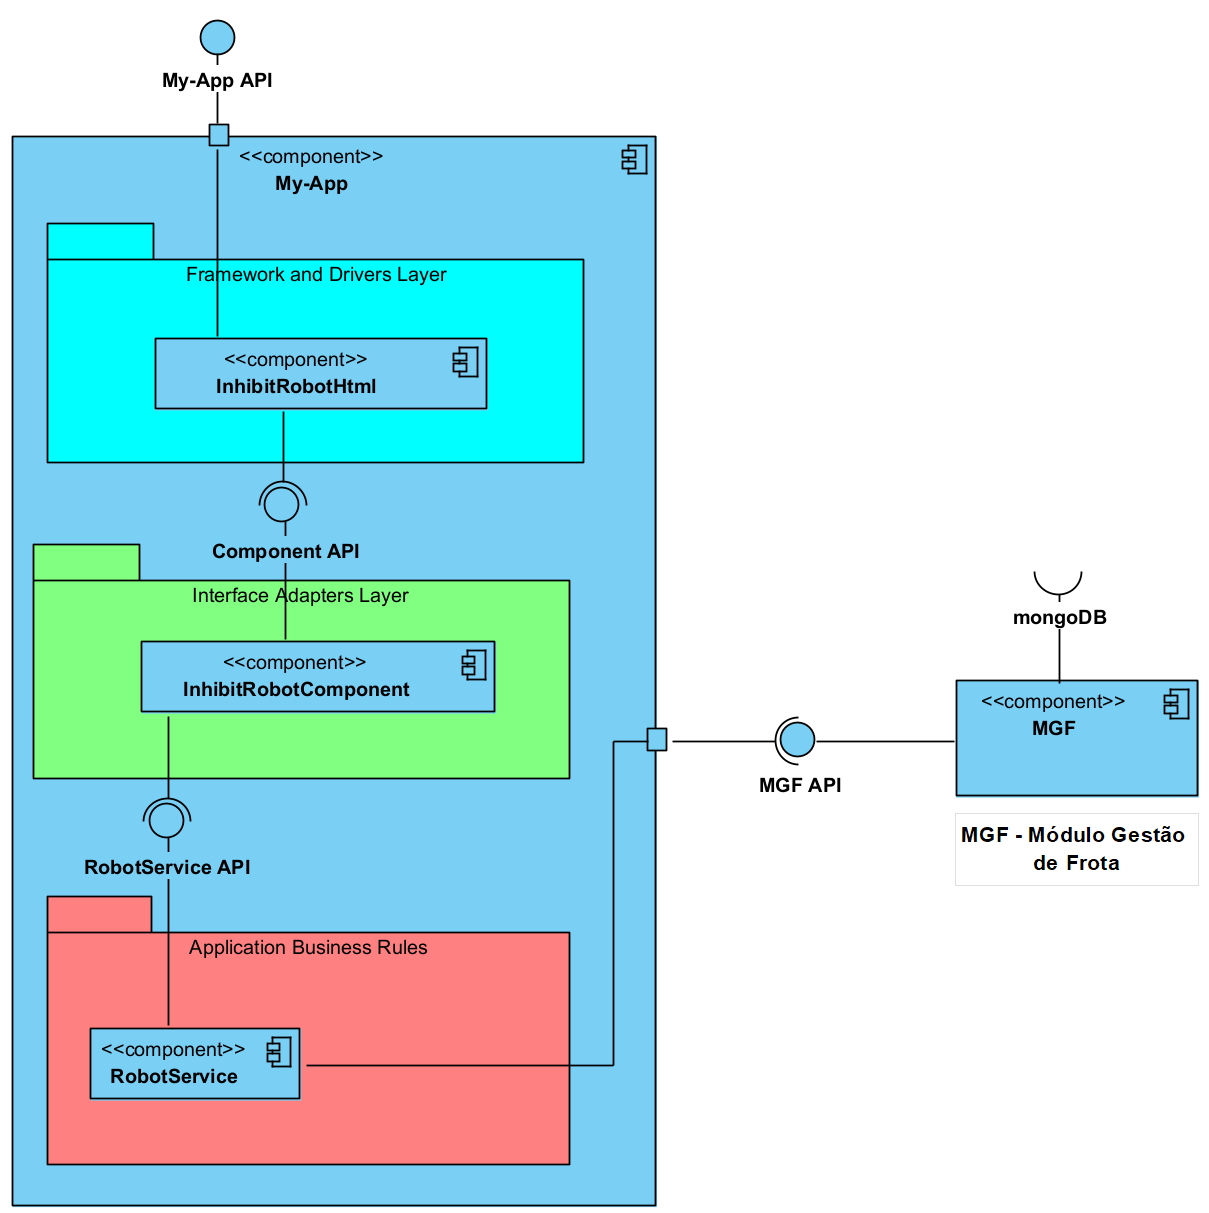 My-App API
<<component>>
My-App
Framework and Drivers Layer
<<component>>
InhibitRobotHtml
Component API
Interface Adapters Layer
<<component>>
InhibitRobotComponent
RobotService API
Application Business Rules
<<component>>
RobotService
MGF API
mongoDB
<<component>>
MGF
MGF - Módulo Gestão
de Frota